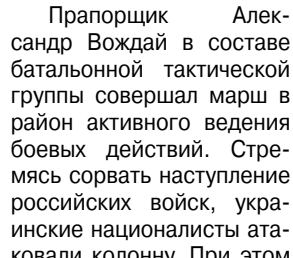 Прапорщик Алек-
сандр Вождай в составе
батальонной тактической
группы совершал марш в
район активного ведения
боевых действий. Стре-
мясь сорвать наступление
российских войск, укра-
инские националисты ата-
ковали колонну. При этом